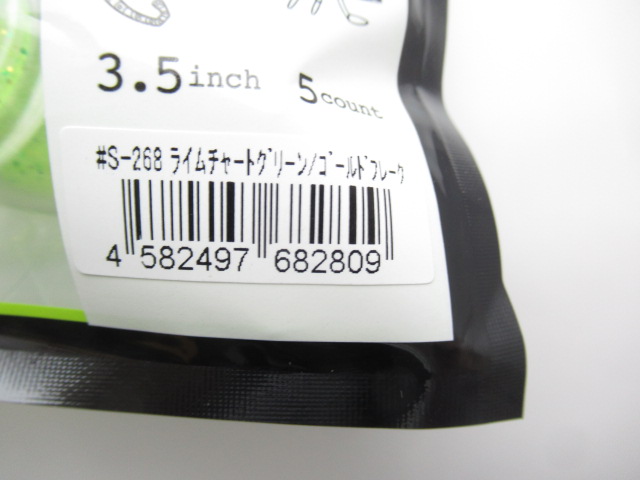 3.5inch 5count
#S-268 ﾗｲﾑﾁｬｰﾄｸﾞﾘｰﾝ/ｺﾞｰﾙﾄﾞﾌﾚｰｸ
4 582497 682809